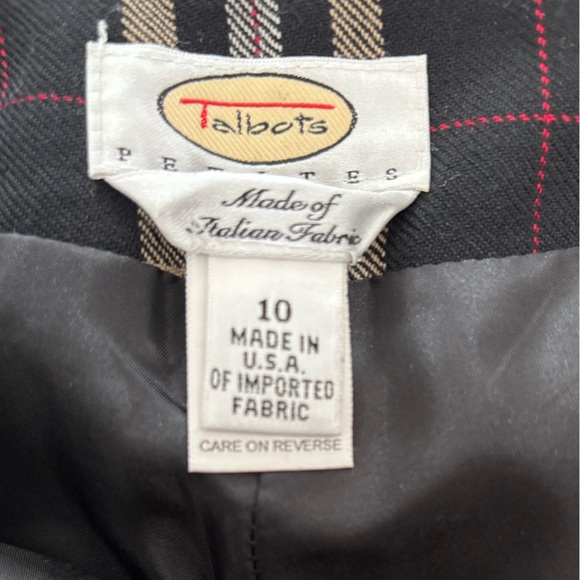 Talbots
PETITES
Made of
Italian Fabric
10
MADE IN
U.S.A.
OF IMPORTED
FABRIC
CARE ON REVERSE